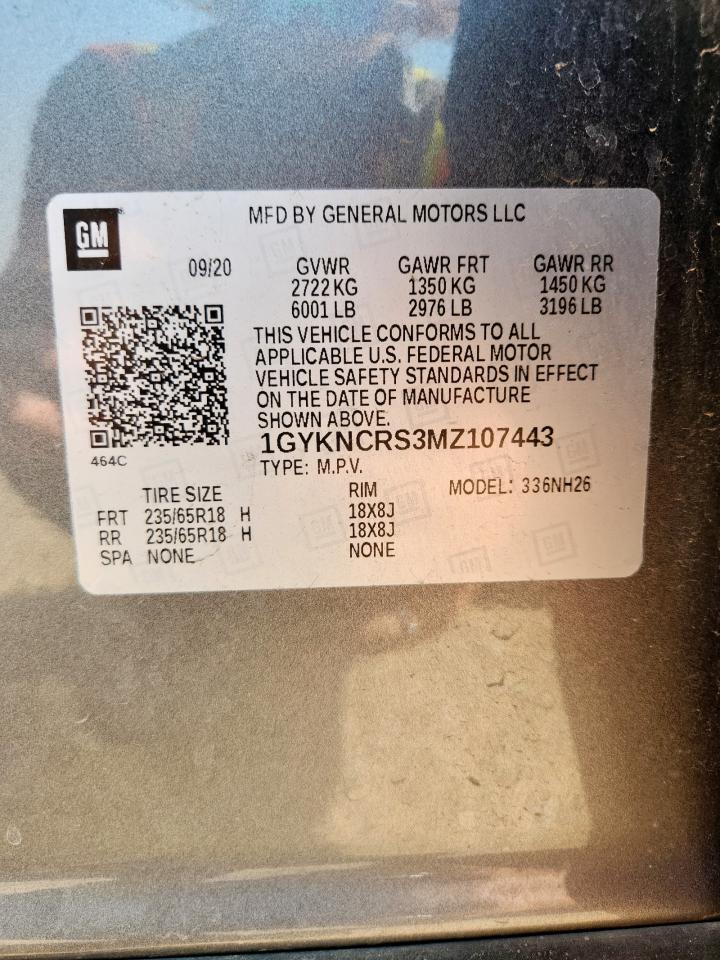 GM
MFD BY GENERAL MOTORS LLC
09/20
GVWR GAWR FRT GAWR RR
2722 KG 1350 KG 1450 KG
6001 LB 2976 LB 3196 LB
THIS VEHICLE CONFORMS TO ALL
APPLICABLE U.S. FEDERAL MOTOR
VEHICLE SAFETY STANDARDS IN EFFECT
ON THE DATE OF MANUFACTURE
SHOWN ABOVE.
1GYKNCRS3MZ107443
464C
TYPE: M.P.V.
TIRE SIZE RIM MODEL: 336NH26
FRT 235/65R18 H 18X8J
RR 235/65R18 H 18X8J
SPA NONE NONE